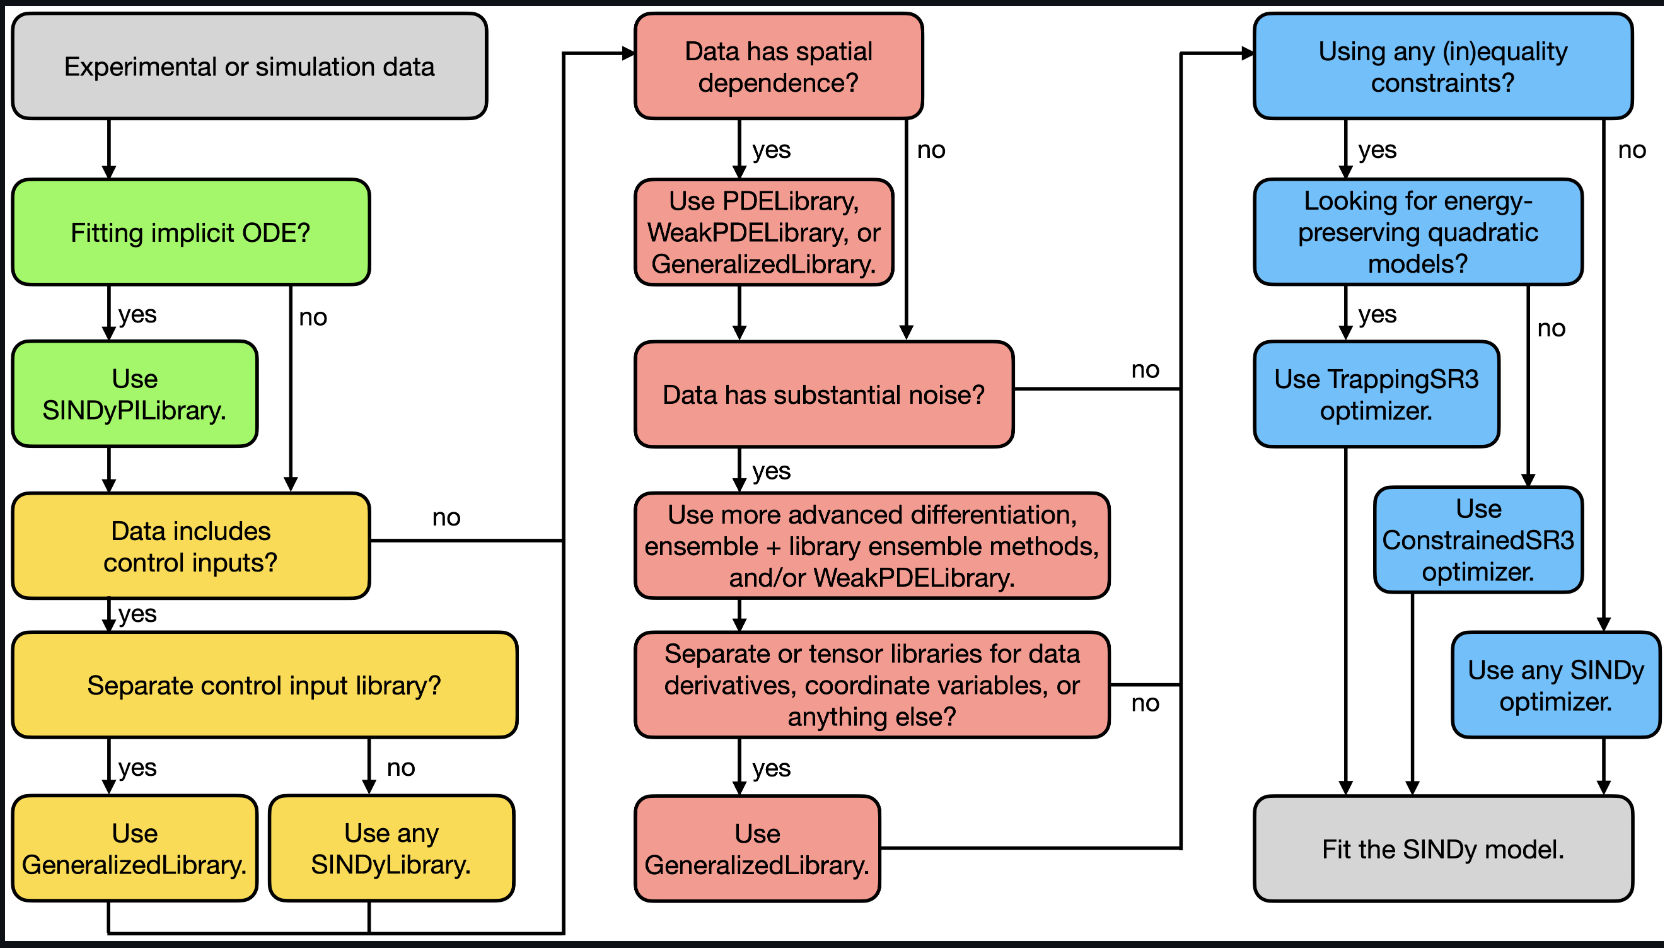 Experimental or simulation data
Fitting implicit ODE?
yes
no
Use
SINDyPILibrary.
Data includes
control inputs?
no
yes
Separate control input library?
yes
no
Use
GeneralizedLibrary.
Use any
SINDyLibrary.
Data has spatial
dependence?
yes
no
Use PDELibrary,
WeakPDELibrary, or
GeneralizedLibrary.
Data has substantial noise?
no
yes
Use more advanced differentiation,
ensemble + library ensemble methods,
and/or WeakPDELibrary.
Separate or tensor libraries for data
derivatives, coordinate variables, or
anything else?
no
yes
Use
GeneralizedLibrary.
Using any (in)equality
constraints?
yes
no
Looking for energy-
preserving quadratic
models?
yes
no
Use TrappingSR3
optimizer.
Use
ConstrainedSR3
optimizer.
Use any SINDy
optimizer.
Fit the SINDy model.